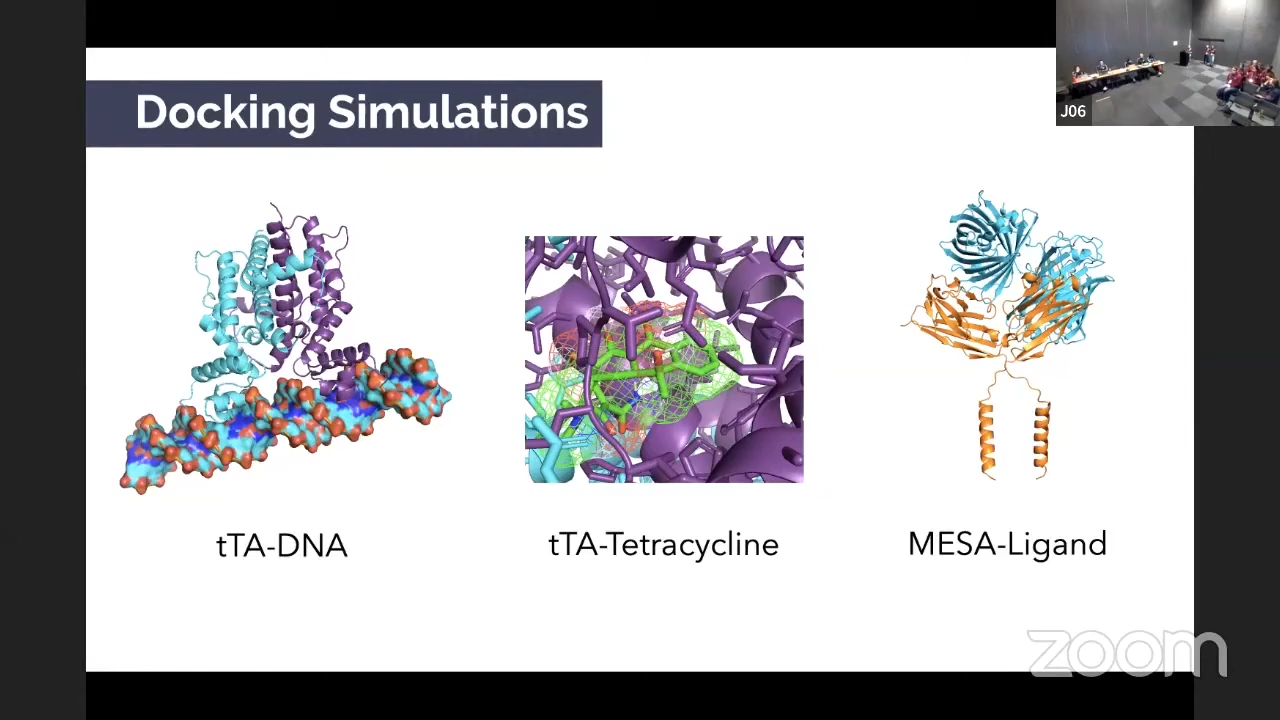 Docking Simulations
J06
tTA-DNA
tTA-Tetracycline
MESA-Ligand
zoom